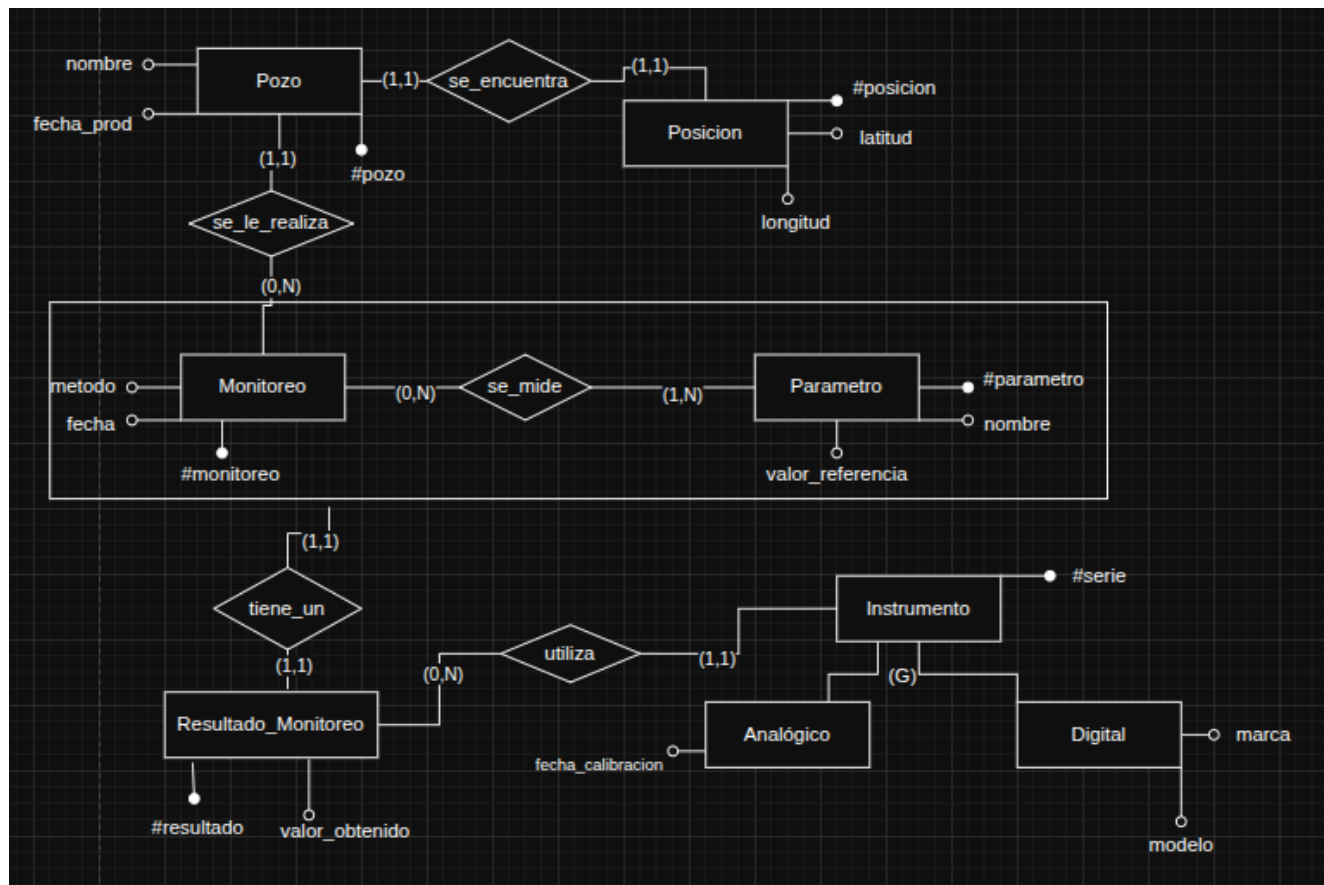 nombre
Pozo
(1,1)
se_encuentra
(1,1)
#posicion
fecha_prod
Posicion
latitud
(1,1)
#pozo
se_le_realiza
longitud
(0,N)
metodo
Monitoreo
(0,N)
se_mide
(1,N)
Parametro
#parametro
fecha
nombre
#monitoreo
valor_referencia
(1,1)
tiene_un
Instrumento
#serie
(1,1)
(0,N)
utiliza
(1,1)
(G)
Resultado_Monitoreo
Analógico
Digital
marca
fecha_calibracion
#resultado
valor_obtenido
modelo